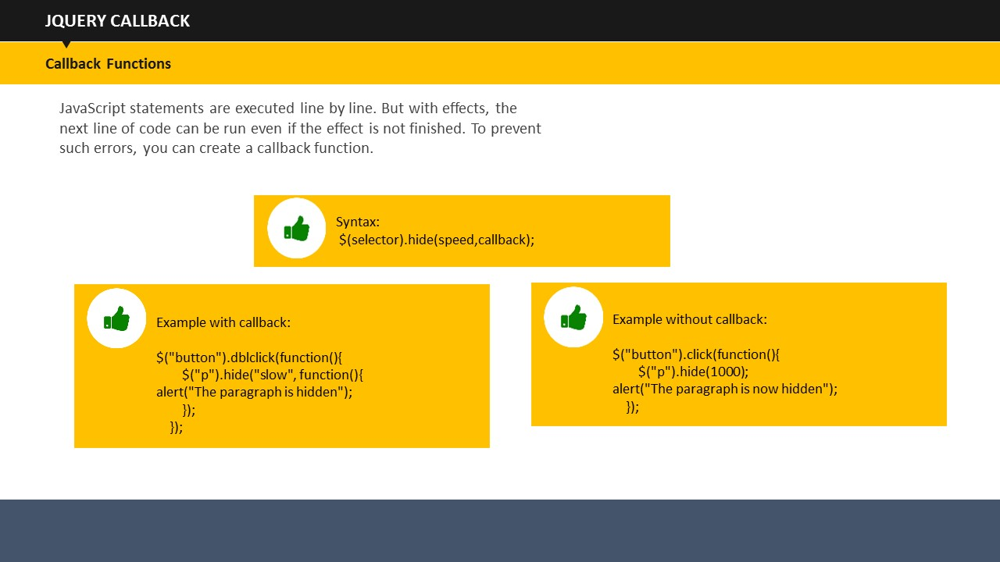 JQUERY CALLBACK
Callback Functions
JavaScript statements are executed line by line. But with effects, the
next line of code can be run even if the effect is not finished. To prevent
such errors, you can create a callback function.
Syntax:
$(selector).hide(speed,callback);
Example with callback:
$("button").dblclick(function(){
$("p").hide("slow", function(){
alert("The paragraph is hidden");
});
});
Example without callback:
$("button").click(function(){
$("p").hide(1000);
alert("The paragraph is now hidden");
});